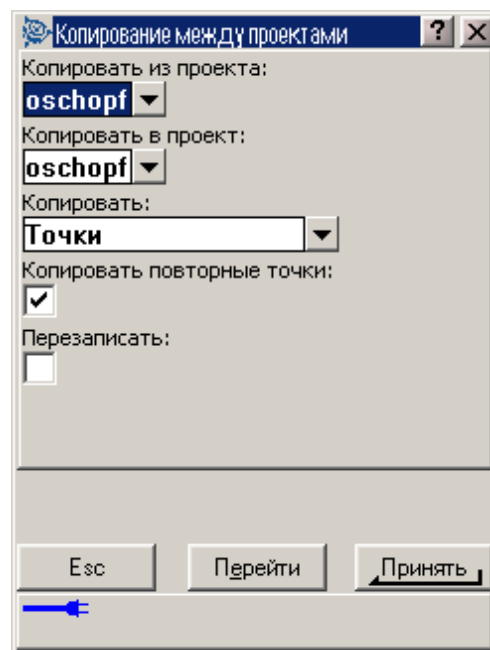 Копирование между проектами ? X
Копировать из проекта:
oschopf
Копировать в проект:
oschopf
Копировать:
Точки
Копировать повторные точки:
Перезаписать:
Esc Перейти Принять